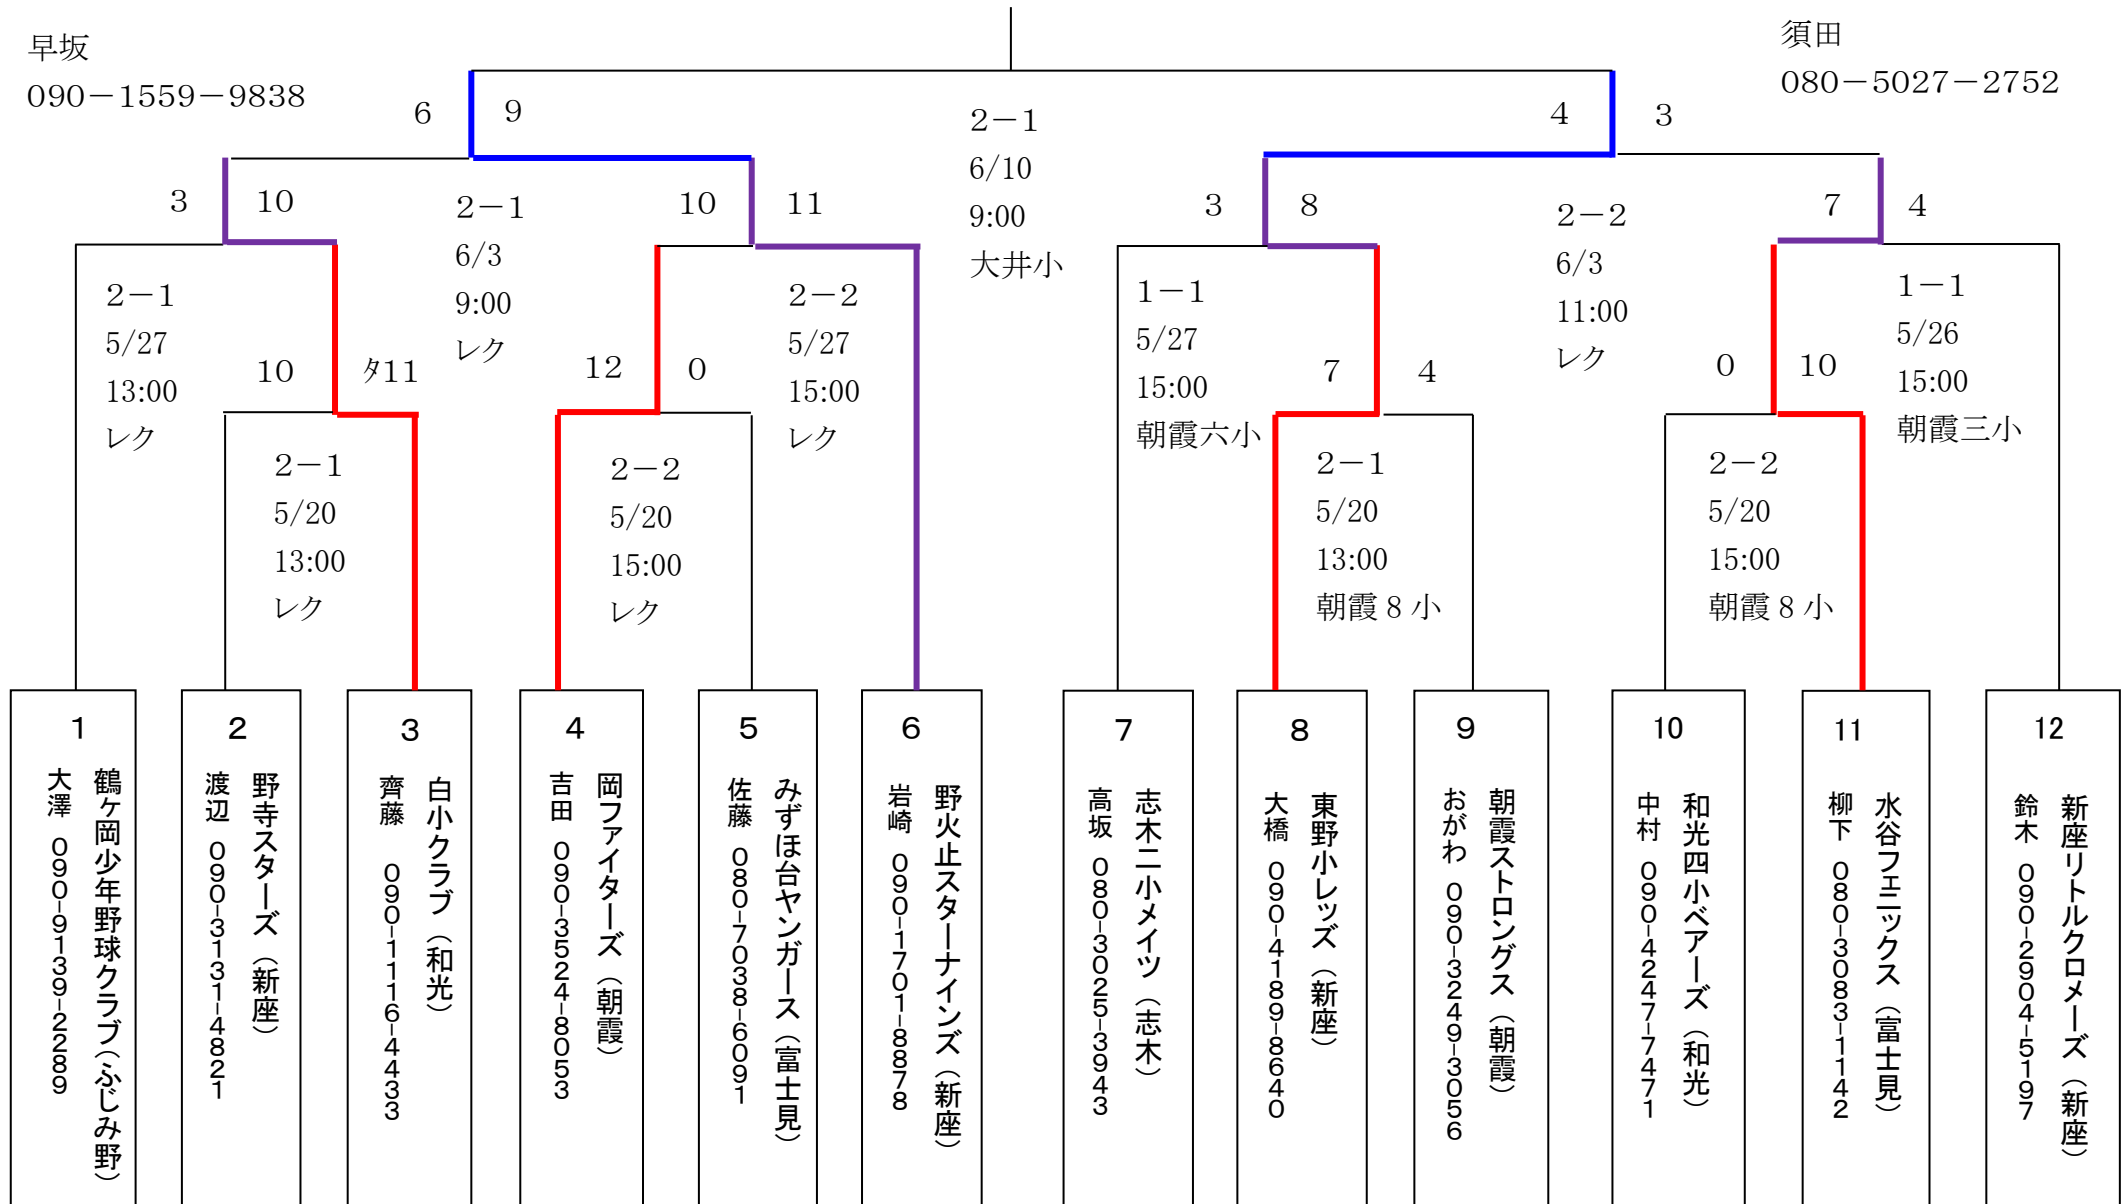 早坂
090－1559－9838
須田
080－5027－2752
6
9
2－1
6/10
9:00
大井小
4
3
3
10
2－1
6/3
9:00
レク
10
11
3
8
2－2
6/3
11:00
レク
7
4
2－1
5/27
13:00
レク
2－2
5/27
15:00
レク
1－1
5/27
15:00
朝霞六小
1－1
5/26
15:00
朝霞三小
10
ﾀ11
12
0
7
4
0
10
2－1
5/20
13:00
レク
2－2
5/20
15:00
レク
2－1
5/20
13:00
朝霞８小
2－2
5/20
15:00
朝霞８小
1
鶴ヶ岡少年野球クラブ（ふじみ野）
大澤 090-9139-2289
2
野寺スターズ（新座）
渡辺 090-3131-4821
3
白小クラブ（和光）
齊藤 090-1116-4433
4
岡ファイターズ（朝霞）
吉田 090-3524-8053
5
みずほ台ヤンガース（富士見）
佐藤 080-7038-6091
6
野火止スターナインズ（新座）
岩崎 090-1701-8878
7
志木二小メイツ（志木）
高坂 080-3025-3943
8
東野小レッズ（新座）
大橋 090-4189-8640
9
朝霞ストロングス（朝霞）
おがわ 090-3249-3056
10
和光四小ベアーズ（和光）
中村 090-4247-7471
11
水谷フェニックス（富士見）
柳下 080-3083-1142
12
新座リトルクロメーズ（新座）
鈴木 090-2904-5197